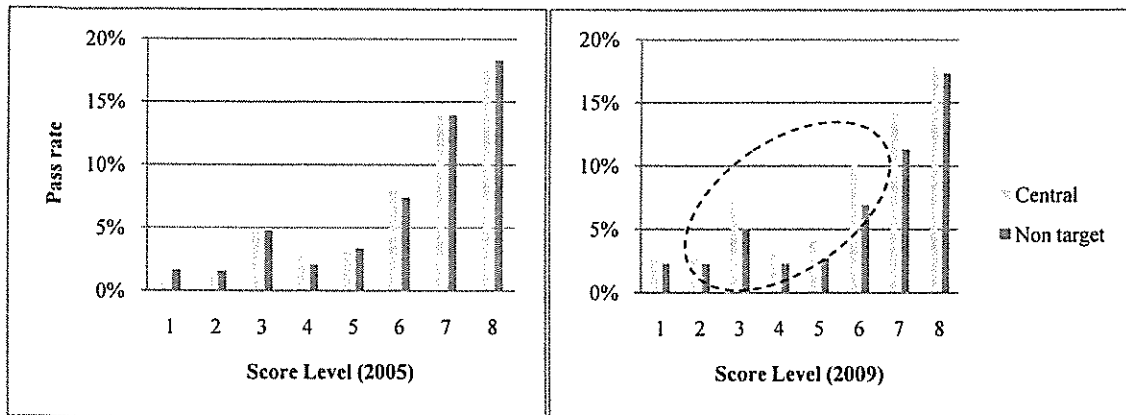 20%
15%
10%
5%
0%
Pass rate
1 2 3 4 5 6 7 8
Score Level (2005)
20%
15%
10%
5%
0%
1 2 3 4 5 6 7 8
Score Level (2009)
Central
Non target